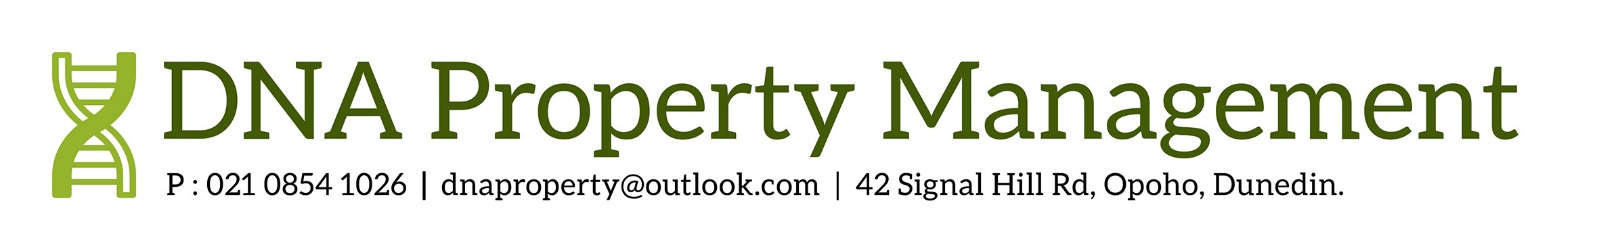 DNA Property Management
P : 021 0854 1026 | dnaproperty@outlook.com | 42 Signal Hill Rd, Opoho, Dunedin.